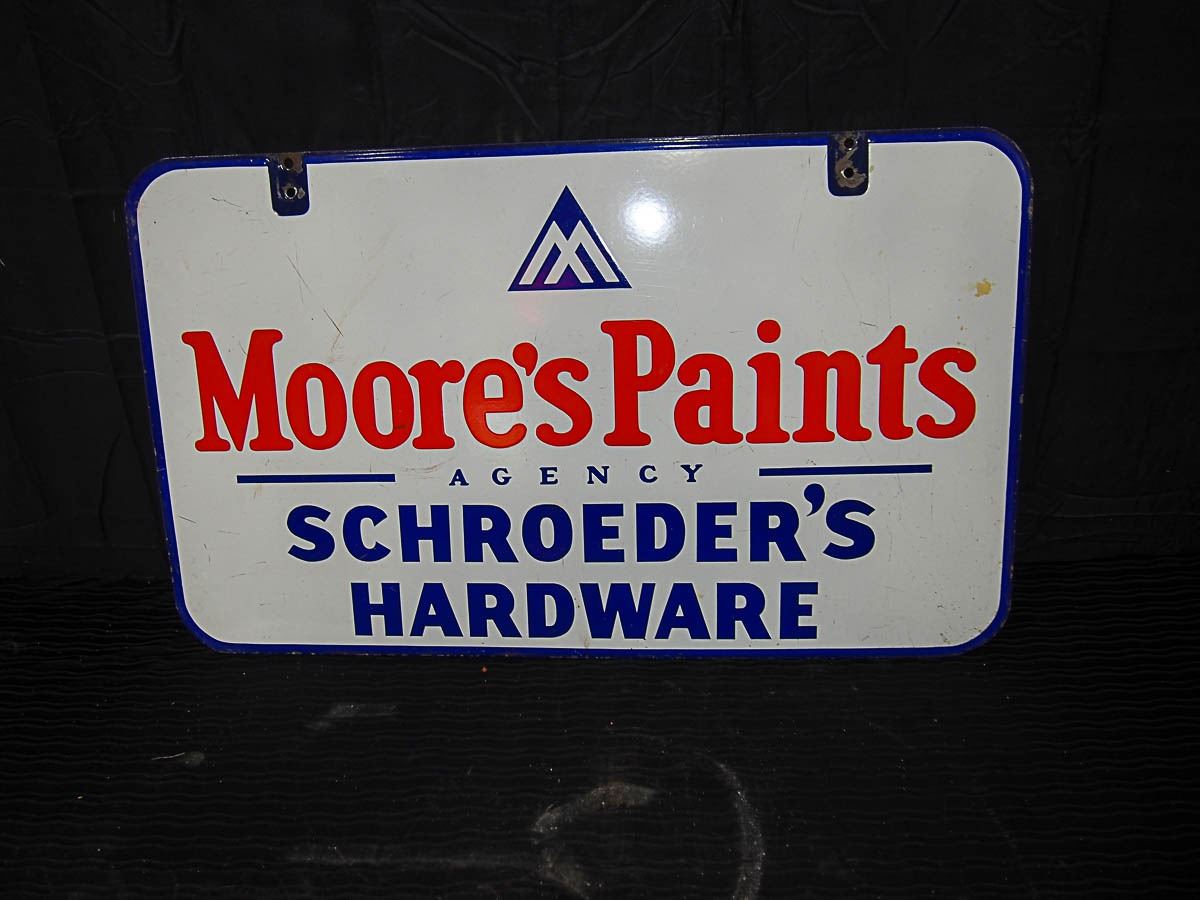 M
Moore's Paints
AGENCY
SCHROEDER'S
HARDWARE